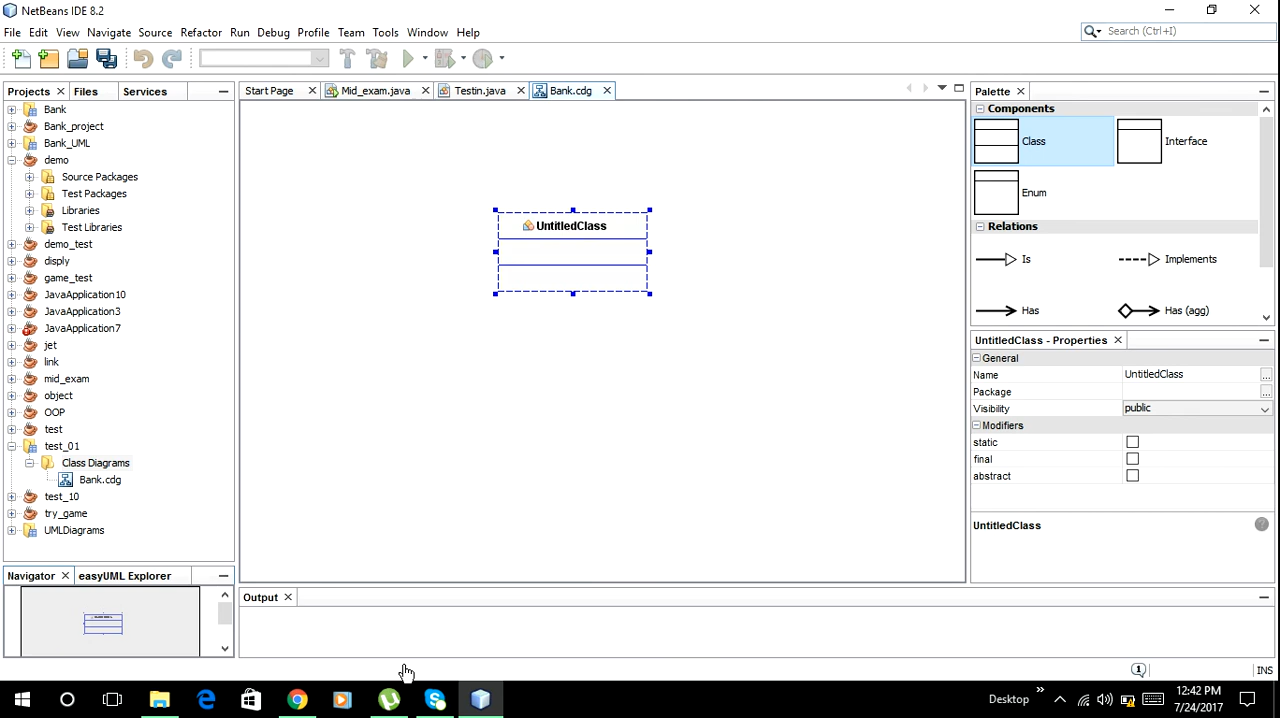 NetBeans IDE 8.2
File Edit View Navigate Source Refactor Run Debug Profile Team Tools Window Help
Search (Ctrl+I)
Projects Files Services
Bank
Bank_project
Bank_UML
demo
Source Packages
Test Packages
Libraries
Test Libraries
demo_test
disply
game_test
JavaApplication10
JavaApplication3
JavaApplication7
jet
link
mid_exam
object
OOP
test
test_01
Class Diagrams
Bank.cdg
test_10
try_game
UMLDiagrams
Navigator easyUML Explorer
Start Page Mid_exam.java Testin.java Bank.cdg
UntitledClass
Output
Palette
Components
Class Interface
Enum
Relations
Is Implements
Has Has (agg)
UntitledClass - Properties
General
Name UntitledClass
Package
Visibility public
Modifiers
static
final
abstract
UntitledClass
1 INS
Desktop
12:42 PM
7/24/2017